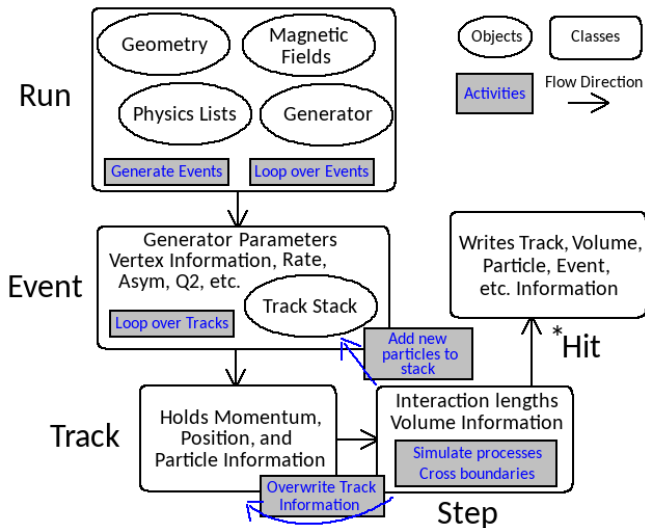 Geometry
Magnetic
Fields
Objects
Classes
Run
Physics Lists
Generator
Activities
Flow Direction
Generate Events
Loop over Events
Generator Parameters
Vertex Information, Rate,
Asym, Q2, etc.
Event
Track Stack
Loop over Tracks
Writes Track, Volume,
Particle, Event,
etc. Information
Add new
particles to
stack
*Hit
Track
Holds Momentum,
Position, and
Particle Information
Interaction lengths
Volume Information
Simulate processes
Cross boundaries
Overwrite Track
Information
Step